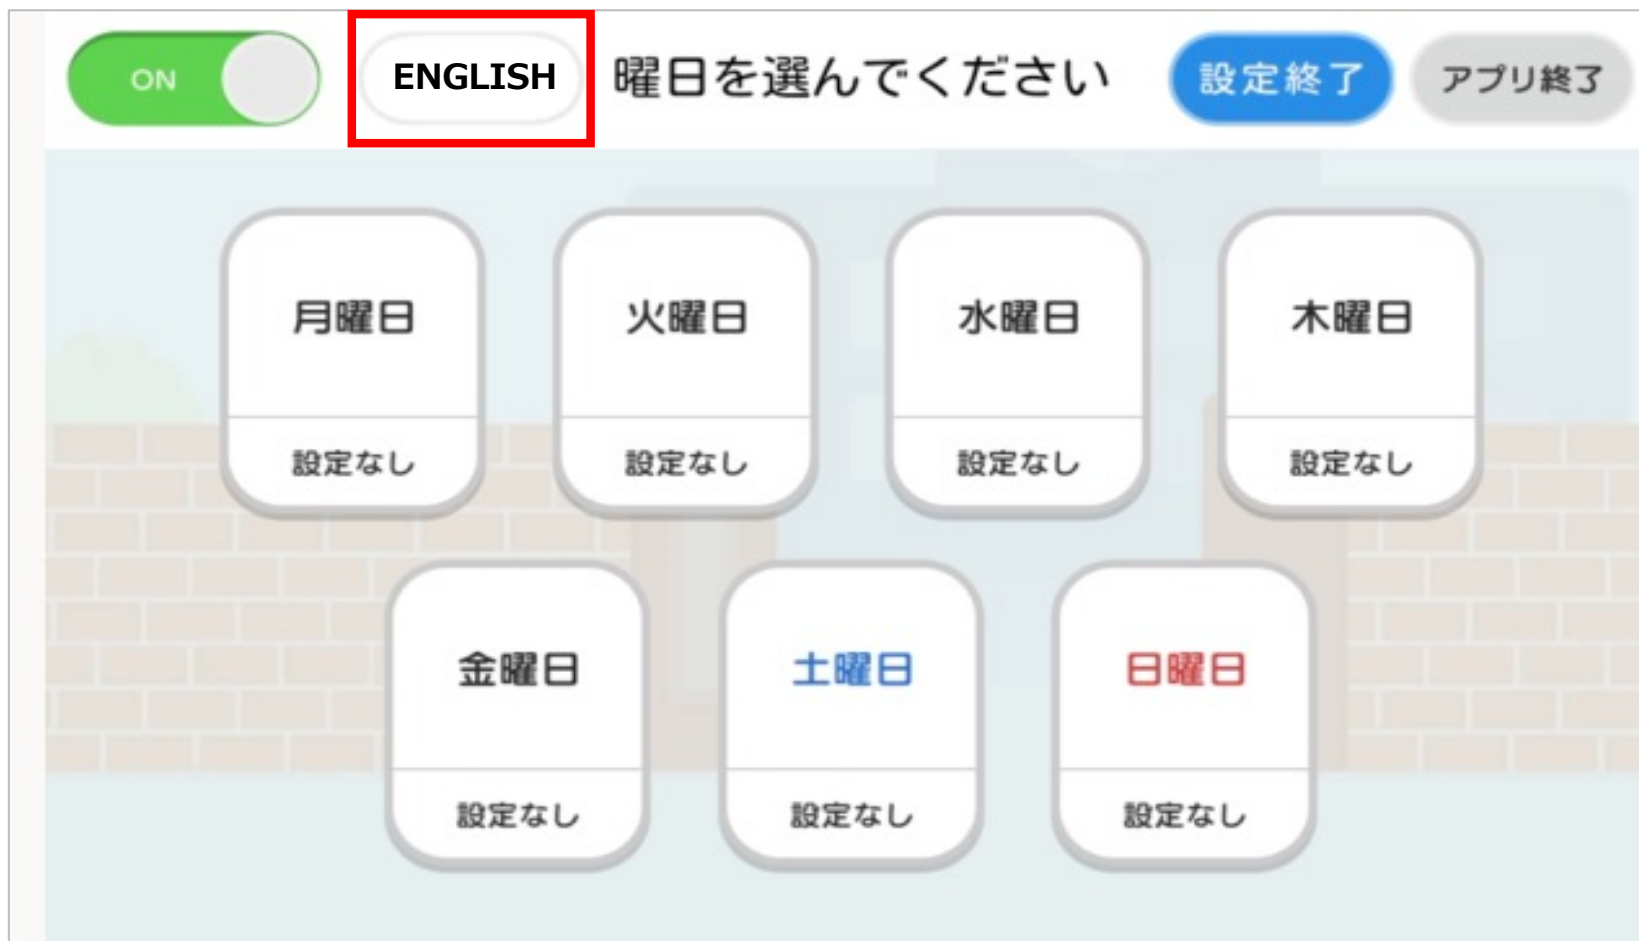 ON
ENGLISH
曜日を選んでください
設定終了
アプリ終了
月曜日
設定なし
火曜日
設定なし
水曜日
設定なし
木曜日
設定なし
金曜日
設定なし
土曜日
設定なし
日曜日
設定なし